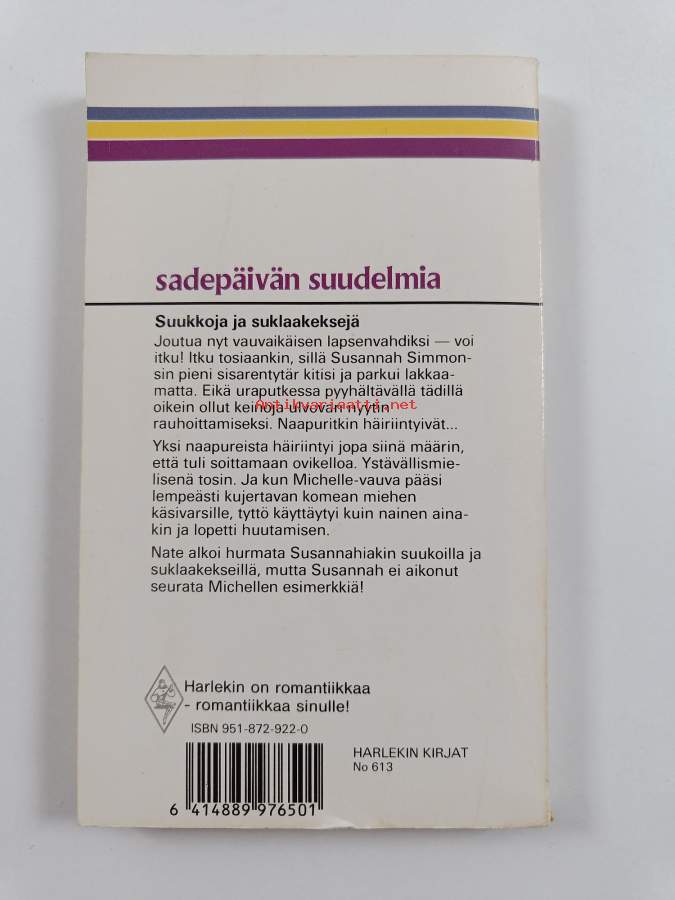 sadepäivän suudelmia
Suukkoja ja suklaakeksejä
Joutua nyt vauvaikäisen lapsenvahdiksi — voi
itku! Itku tosiaankin, sillä Susannah Simmon-
sin pieni sisarentytär kitisi ja parkui lakkaa-
matta. Eikä uraputkessa pyyhältävällä tädillä
oikein ollut keinoja ulvovan nyytin
Antikvariaatti.net
rauhoittamiseksi. Naapuritkin häiriintyivät...
Yksi naapureista häiriintyi jopa siinä määrin,
että tuli soittamaan ovikelloa. Ystävällismie-
lisenä tosin. Ja kun Michelle-vauva pääsi
lempeästi kujertavan komean miehen
käsivarsille, tyttö käyttäytyi kuin nainen aina-
kin ja lopetti huutamisen.
Nate alkoi hurmata Susannahiakin suukoilla ja
suklaakekseillä, mutta Susannah ei aikonut
seurata Michellen esimerkkiä!
Harlekin on romantiikkaa
- romantiikkaa sinulle!
ISBN 951-872-922-0
HARLEKIN KIRJAT
No 613
6 414889 976501